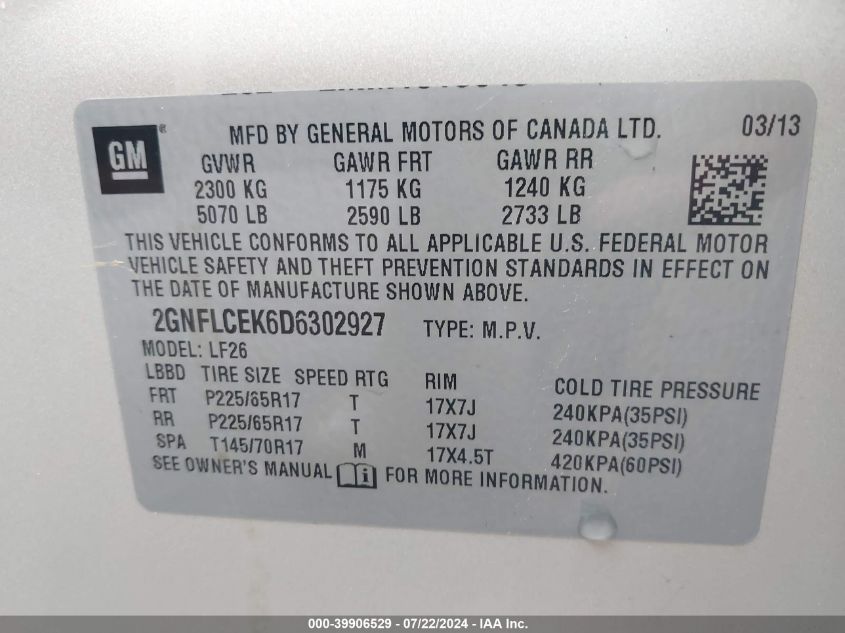 MFD BY GENERAL MOTORS OF CANADA LTD. 03/13
GM®
GVWR GAWR FRT GAWR RR
2300 KG 1175 KG 1240 KG
5070 LB 2590 LB 2733 LB
THIS VEHICLE CONFORMS TO ALL APPLICABLE U.S. FEDERAL MOTOR
VEHICLE SAFETY AND THEFT PREVENTION STANDARDS IN EFFECT ON
THE DATE OF MANUFACTURE SHOWN ABOVE.
2GNFLCEK6D6302927 TYPE: M.P.V.
MODEL: LF26
LBBD TIRE SIZE SPEED RTG RIM COLD TIRE PRESSURE
FRT P225/65R17 T 17X7J 240KPA(35PSI)
RR P225/65R17 T 17X7J 240KPA(35PSI)
SPA T145/70R17 M 17X4.5T 420KPA(60PSI)
SEE OWNER'S MANUAL i FOR MORE INFORMATION.
000-39906529 - 07/22/2024 - IAA Inc.